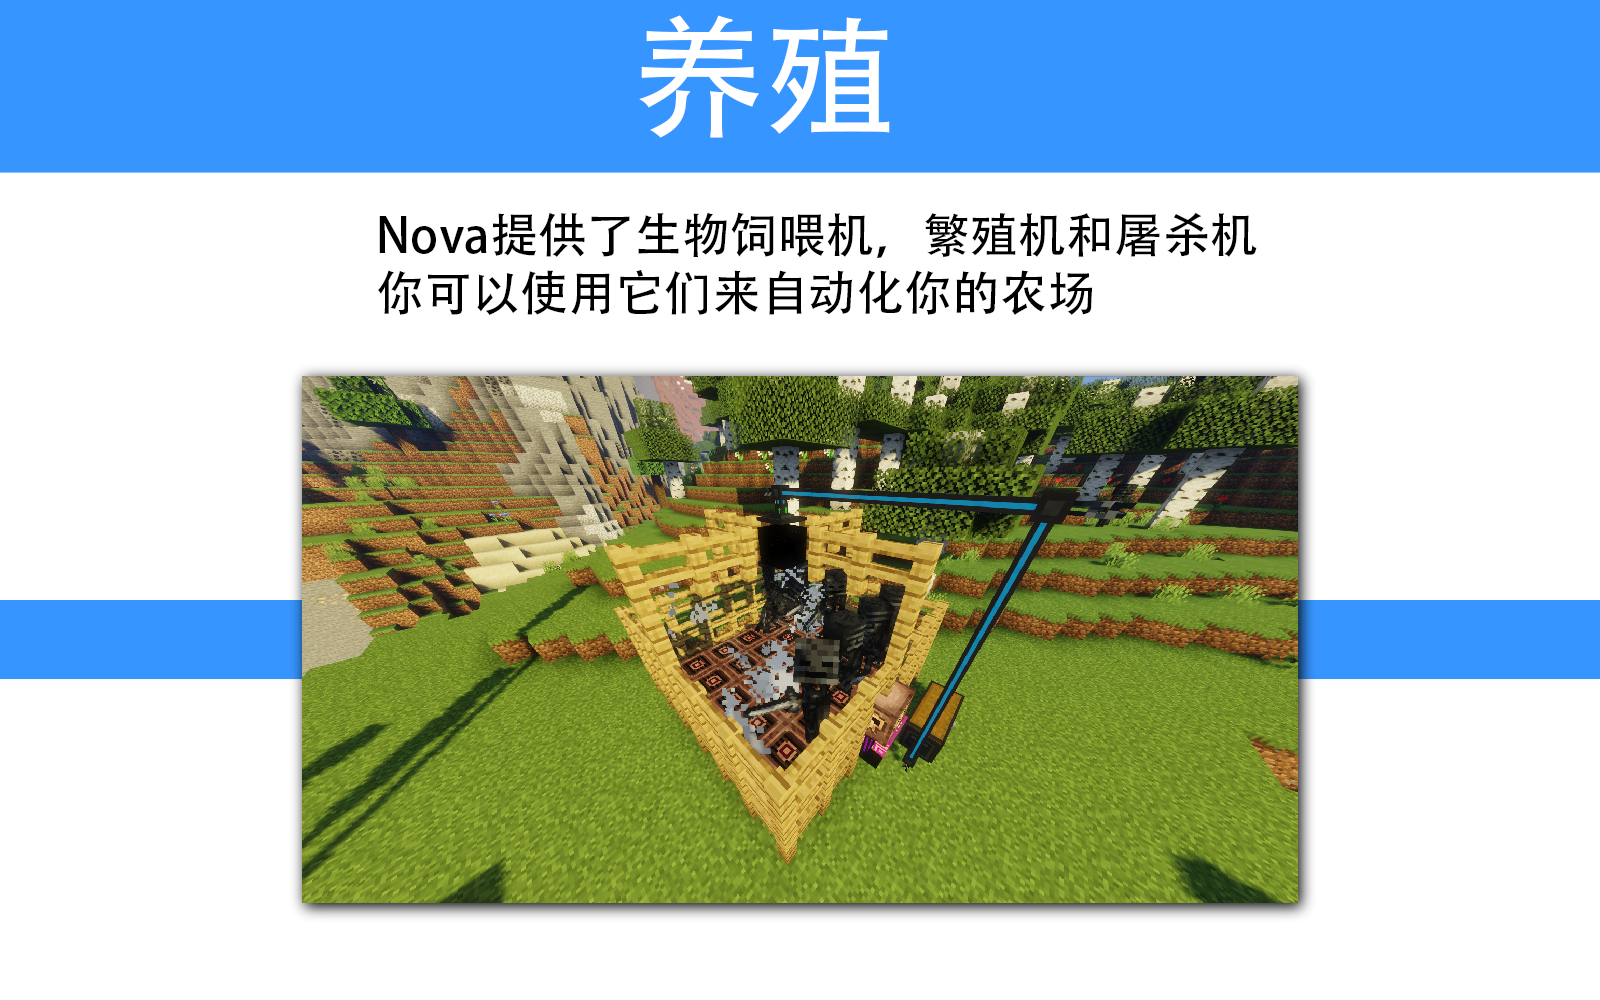 养殖
Nova提供了生物饲喂机，繁殖机和屠杀机
你可以使用它们来自动化你的农场